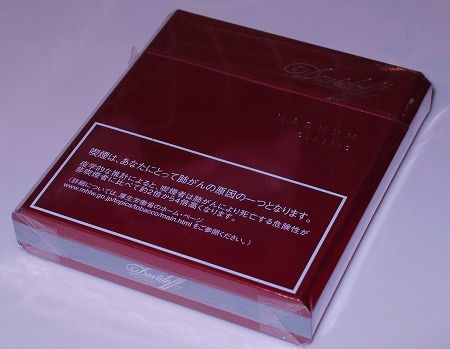 Davidoff
MAGNUM
CLASSIC
喫煙は、あなたにとって肺がんの原因の一つとなります。
疫学的な推計によると、喫煙者は肺がんにより死亡する危険性が
非喫煙者に比べて約2倍から4倍高くなります。
(詳細については、厚生労働省のホーム・ページ
www.mhlw.go.jp/topics/tobacco/main.html をご参照ください。)
Davidoff